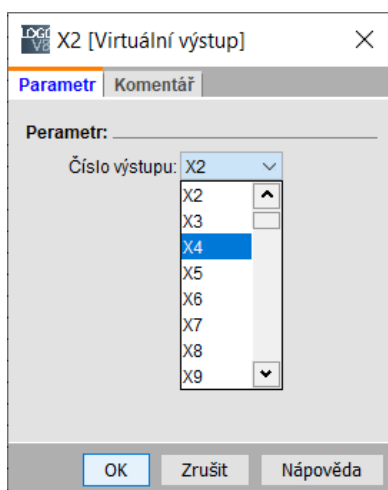 LOGO V8 X2 [Virtuální výstup]
Parametr Komentář
Perametr:
Číslo výstupu: X2
X2
X3
X4
X5
X6
X7
X8
X9
OK Zrušit Nápověda